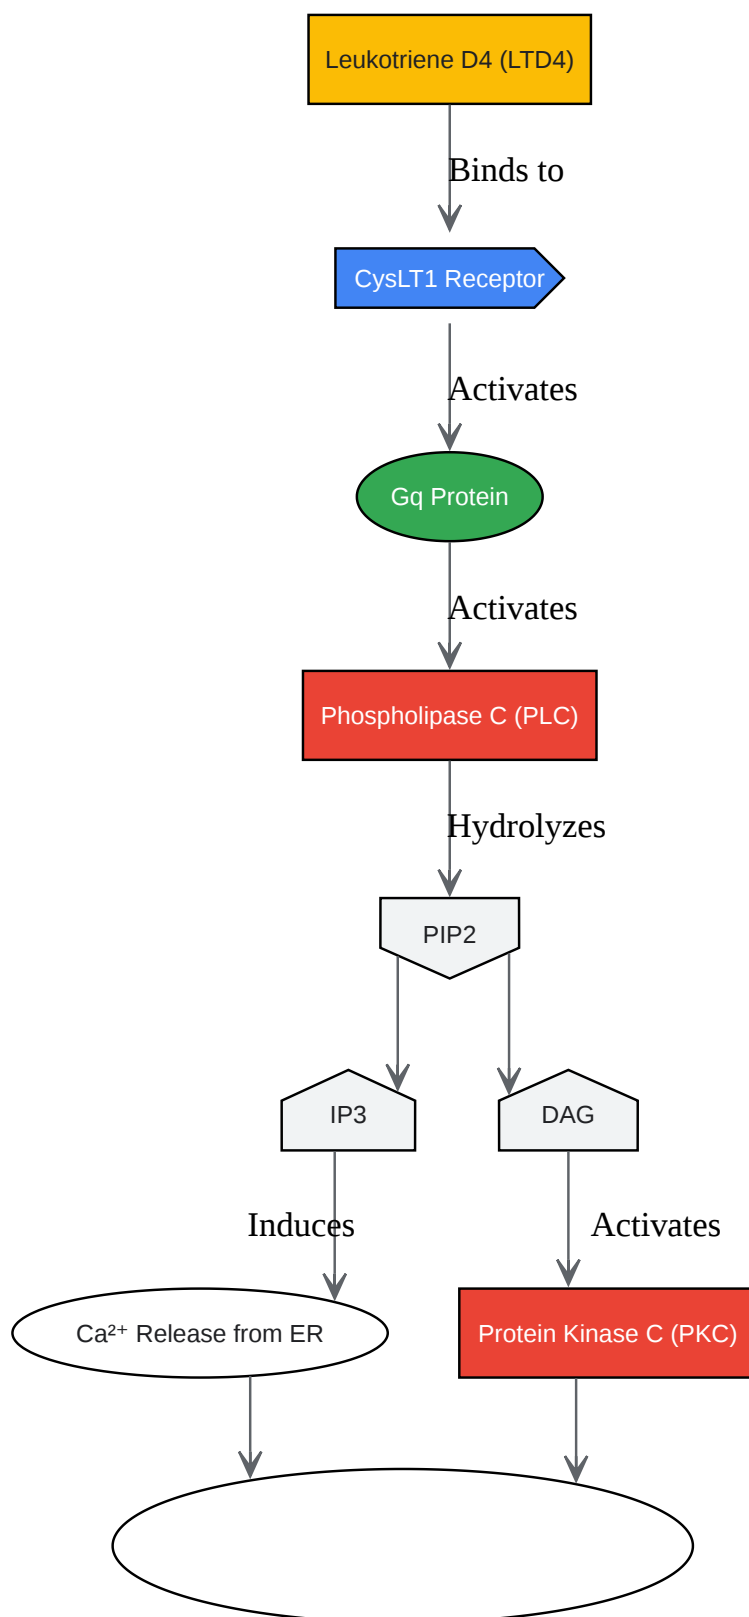 Leukotriene D4 (LTD4)
Binds to
CysLT1 Receptor
Activates
Gq Protein
Activates
Phospholipase C (PLC)
Hydrolyzes
PIP2
IP3
DAG
Induces
Activates
Ca²⁺ Release from ER
Protein Kinase C (PKC)